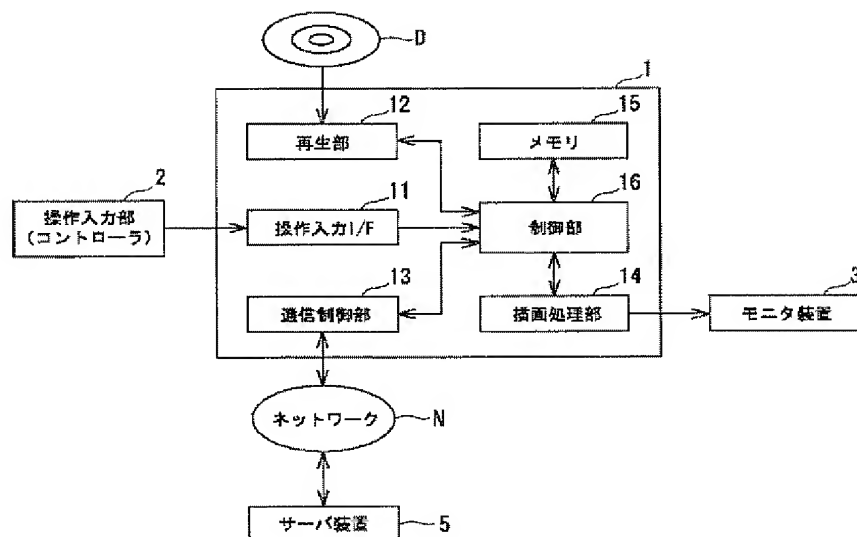 D
1
12
15
再生部
メモリ
2
11
16
操作入力部
(コントローラ)
操作入力I/F
制御部
13
14
3
通信制御部
描画処理部
モニタ装置
ネットワーク
N
サーバ装置
5